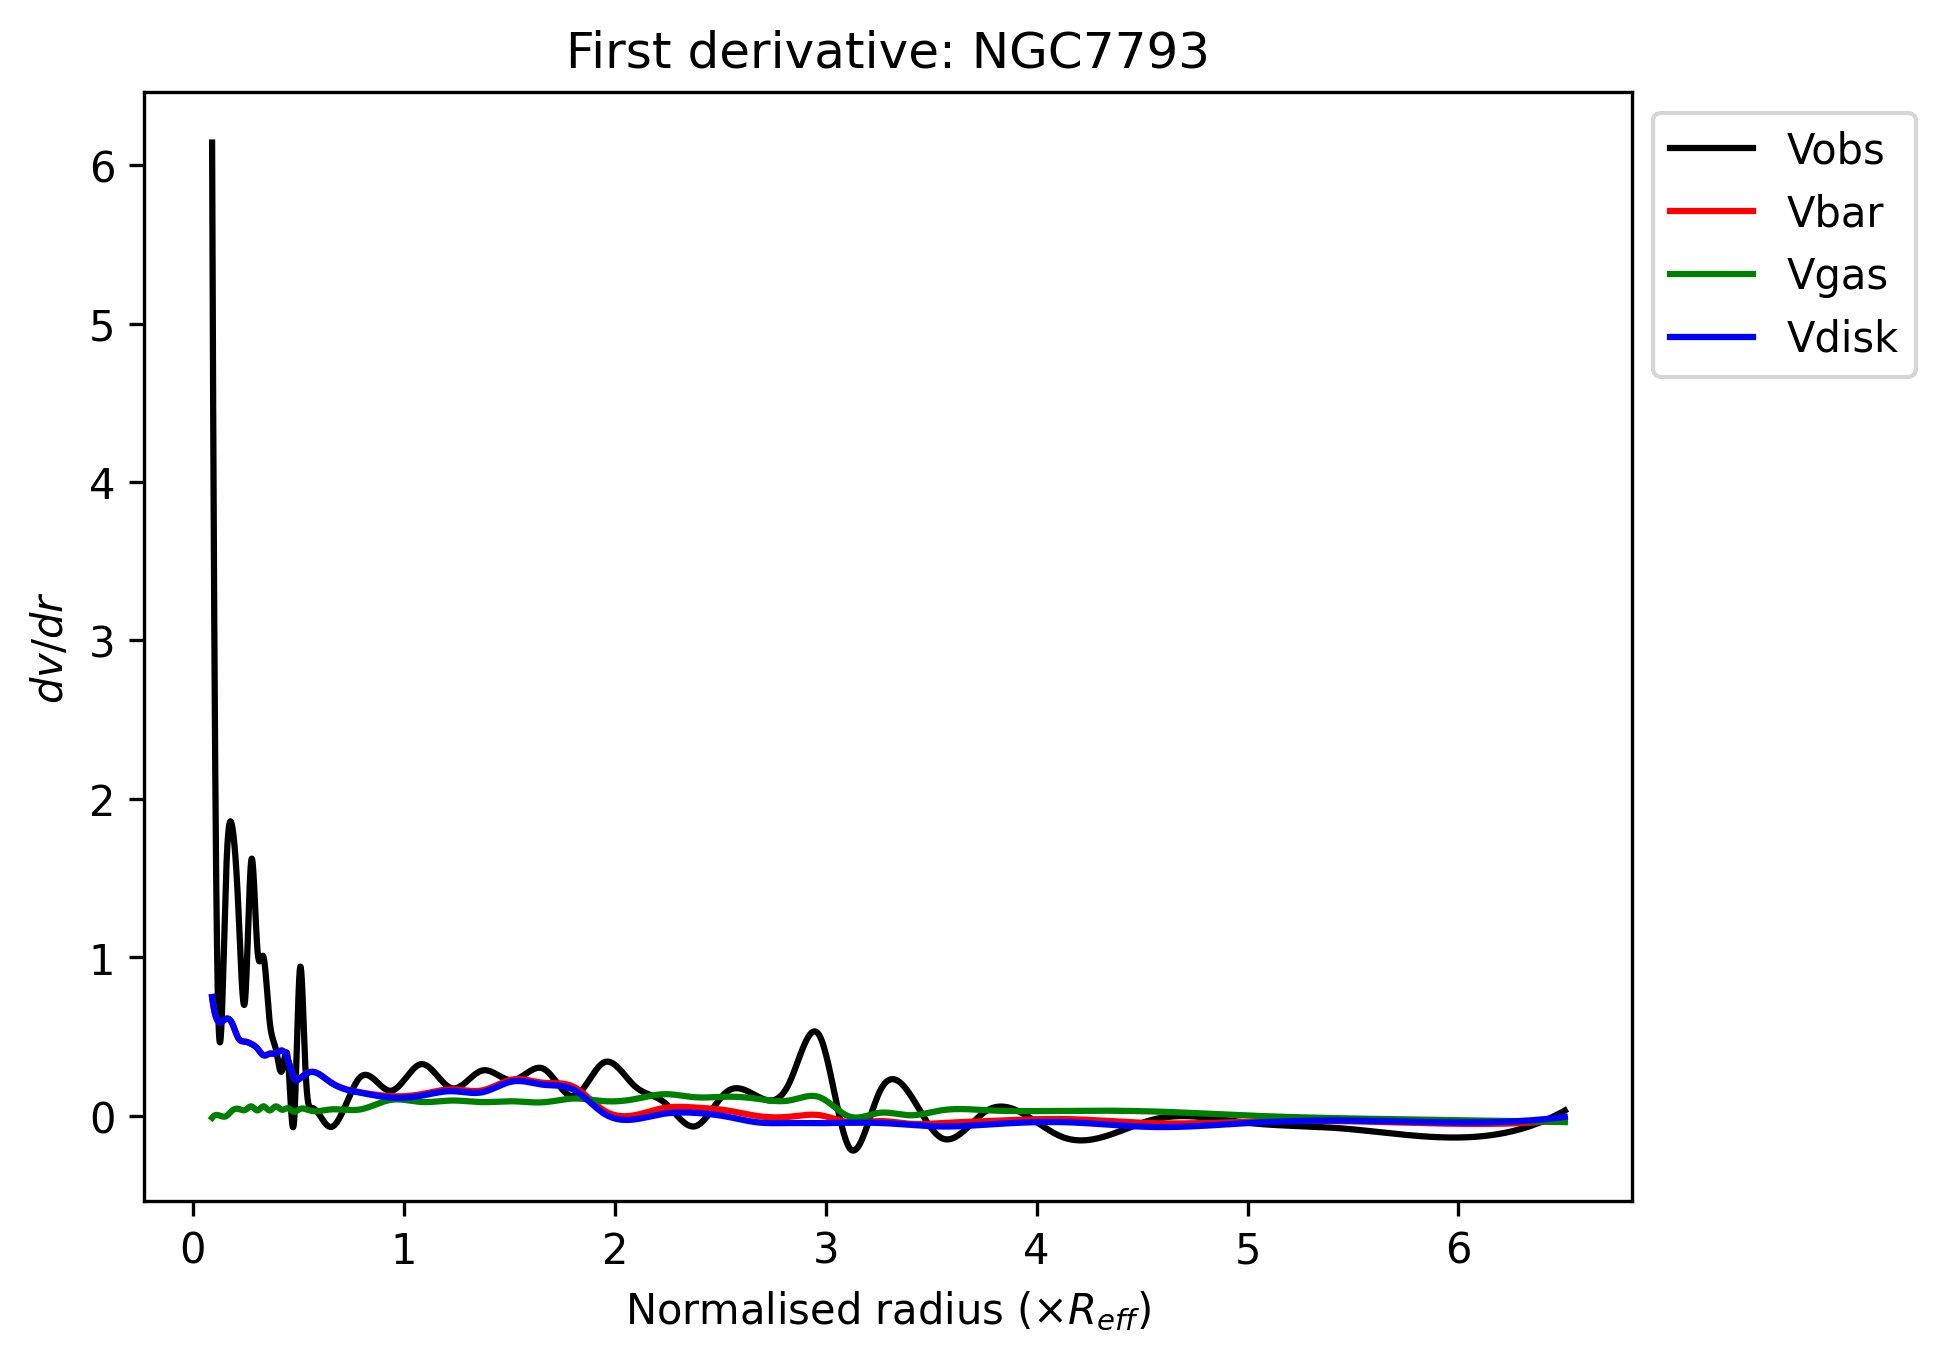 First derivative: NGC7793
Vobs
Vbar
Vgas
Vdisk
6
5
4
3
2
1
0
dv/dr
0 1 2 3 4 5 6
Normalised radius (×R_eff)